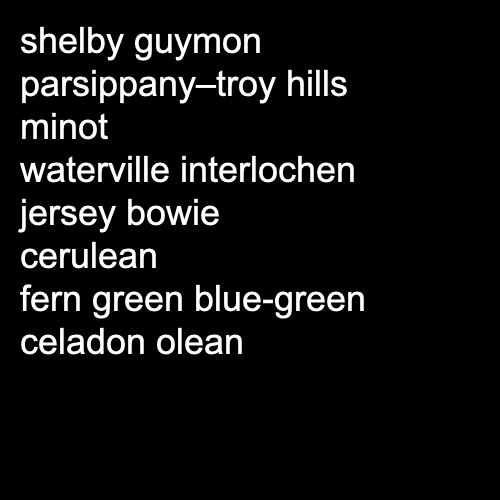 shelby guymon
parsippany–troy hills
minot
waterville interlochen
jersey bowie
cerulean
fern green blue-green
celadon olean